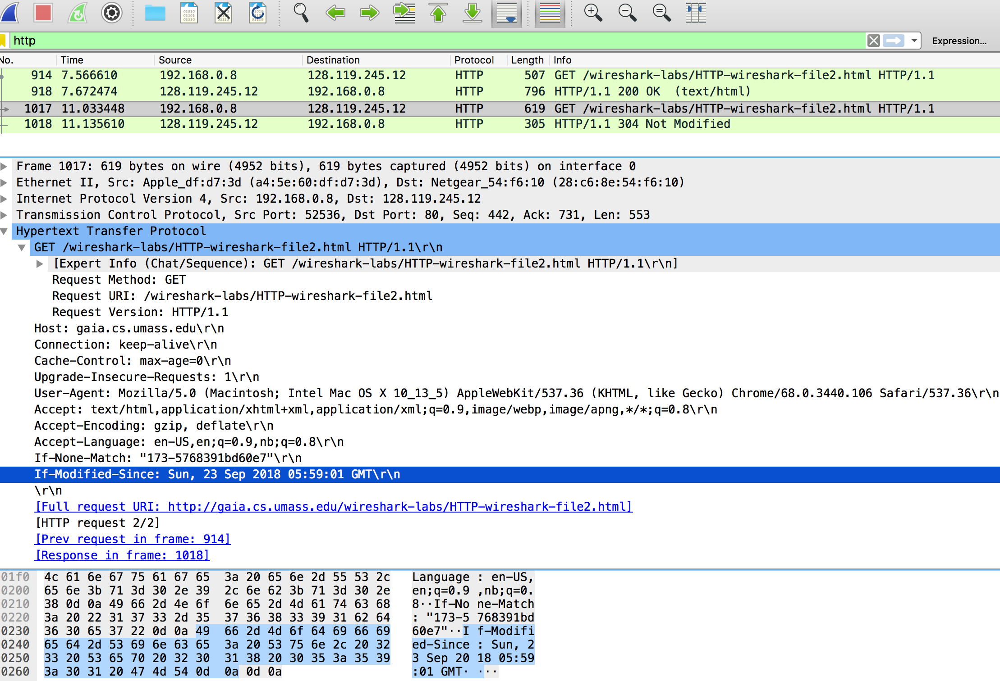 http
Expression...
No. Time Source Destination Protocol Length Info
914 7.566610 192.168.0.8 128.119.245.12 HTTP 507 GET /wireshark-labs/HTTP-wireshark-file2.html HTTP/1.1
918 7.672474 128.119.245.12 192.168.0.8 HTTP 796 HTTP/1.1 200 OK (text/html)
1017 11.033448 192.168.0.8 128.119.245.12 HTTP 619 GET /wireshark-labs/HTTP-wireshark-file2.html HTTP/1.1
1018 11.135610 128.119.245.12 192.168.0.8 HTTP 305 HTTP/1.1 304 Not Modified
Frame 1017: 619 bytes on wire (4952 bits), 619 bytes captured (4952 bits) on interface 0
Ethernet II, Src: Apple_df:d7:3d (a4:5e:60:df:d7:3d), Dst: Netgear_54:f6:10 (28:c6:8e:54:f6:10)
Internet Protocol Version 4, Src: 192.168.0.8, Dst: 128.119.245.12
Transmission Control Protocol, Src Port: 52536, Dst Port: 80, Seq: 442, Ack: 731, Len: 553
Hypertext Transfer Protocol
GET /wireshark-labs/HTTP-wireshark-file2.html HTTP/1.1\r\n
[Expert Info (Chat/Sequence): GET /wireshark-labs/HTTP-wireshark-file2.html HTTP/1.1\r\n]
Request Method: GET
Request URI: /wireshark-labs/HTTP-wireshark-file2.html
Request Version: HTTP/1.1
Host: gaia.cs.umass.edu\r\n
Connection: keep-alive\r\n
Cache-Control: max-age=0\r\n
Upgrade-Insecure-Requests: 1\r\n
User-Agent: Mozilla/5.0 (Macintosh; Intel Mac OS X 10_13_5) AppleWebKit/537.36 (KHTML, like Gecko) Chrome/68.0.3440.106 Safari/537.36\r\n
Accept: text/html,application/xhtml+xml,application/xml;q=0.9,image/webp,image/apng,*/*;q=0.8\r\n
Accept-Encoding: gzip, deflate\r\n
Accept-Language: en-US,en;q=0.9,nb;q=0.8\r\n
If-None-Match: "173-5768391bd60e7"\r\n
If-Modified-Since: Sun, 23 Sep 2018 05:59:01 GMT\r\n
\r\n
[Full request URI: http://gaia.cs.umass.edu/wireshark-labs/HTTP-wireshark-file2.html]
[HTTP request 2/2]
[Prev request in frame: 914]
[Response in frame: 1018]
01f0 4c 61 6e 67 75 61 67 65 3a 20 65 6e 2d 55 53 2c Language : en-US,
0200 65 6e 3b 71 3d 30 2e 39 2c 6e 62 3b 71 3d 30 2e en;q=0.9 ,nb;q=0.
0210 38 0d 0a 49 66 2d 4e 6f 6e 65 2d 4d 61 74 63 68 8··If-No ne-Match
0220 3a 20 22 31 37 33 2d 35 37 36 38 33 39 31 62 64 : "173-5 768391bd
0230 36 30 65 37 22 0d 0a 49 66 2d 4d 6f 64 69 66 69 60e7"··I f-Modifi
0240 65 64 2d 53 69 6e 63 65 3a 20 53 75 6e 2c 20 32 ed-Since : Sun, 2
0250 33 20 53 65 70 20 32 30 31 38 20 30 35 3a 35 39 3 Sep 20 18 05:59
0260 3a 30 31 20 47 4d 54 0d 0a 0d 0a :01 GMT· ···